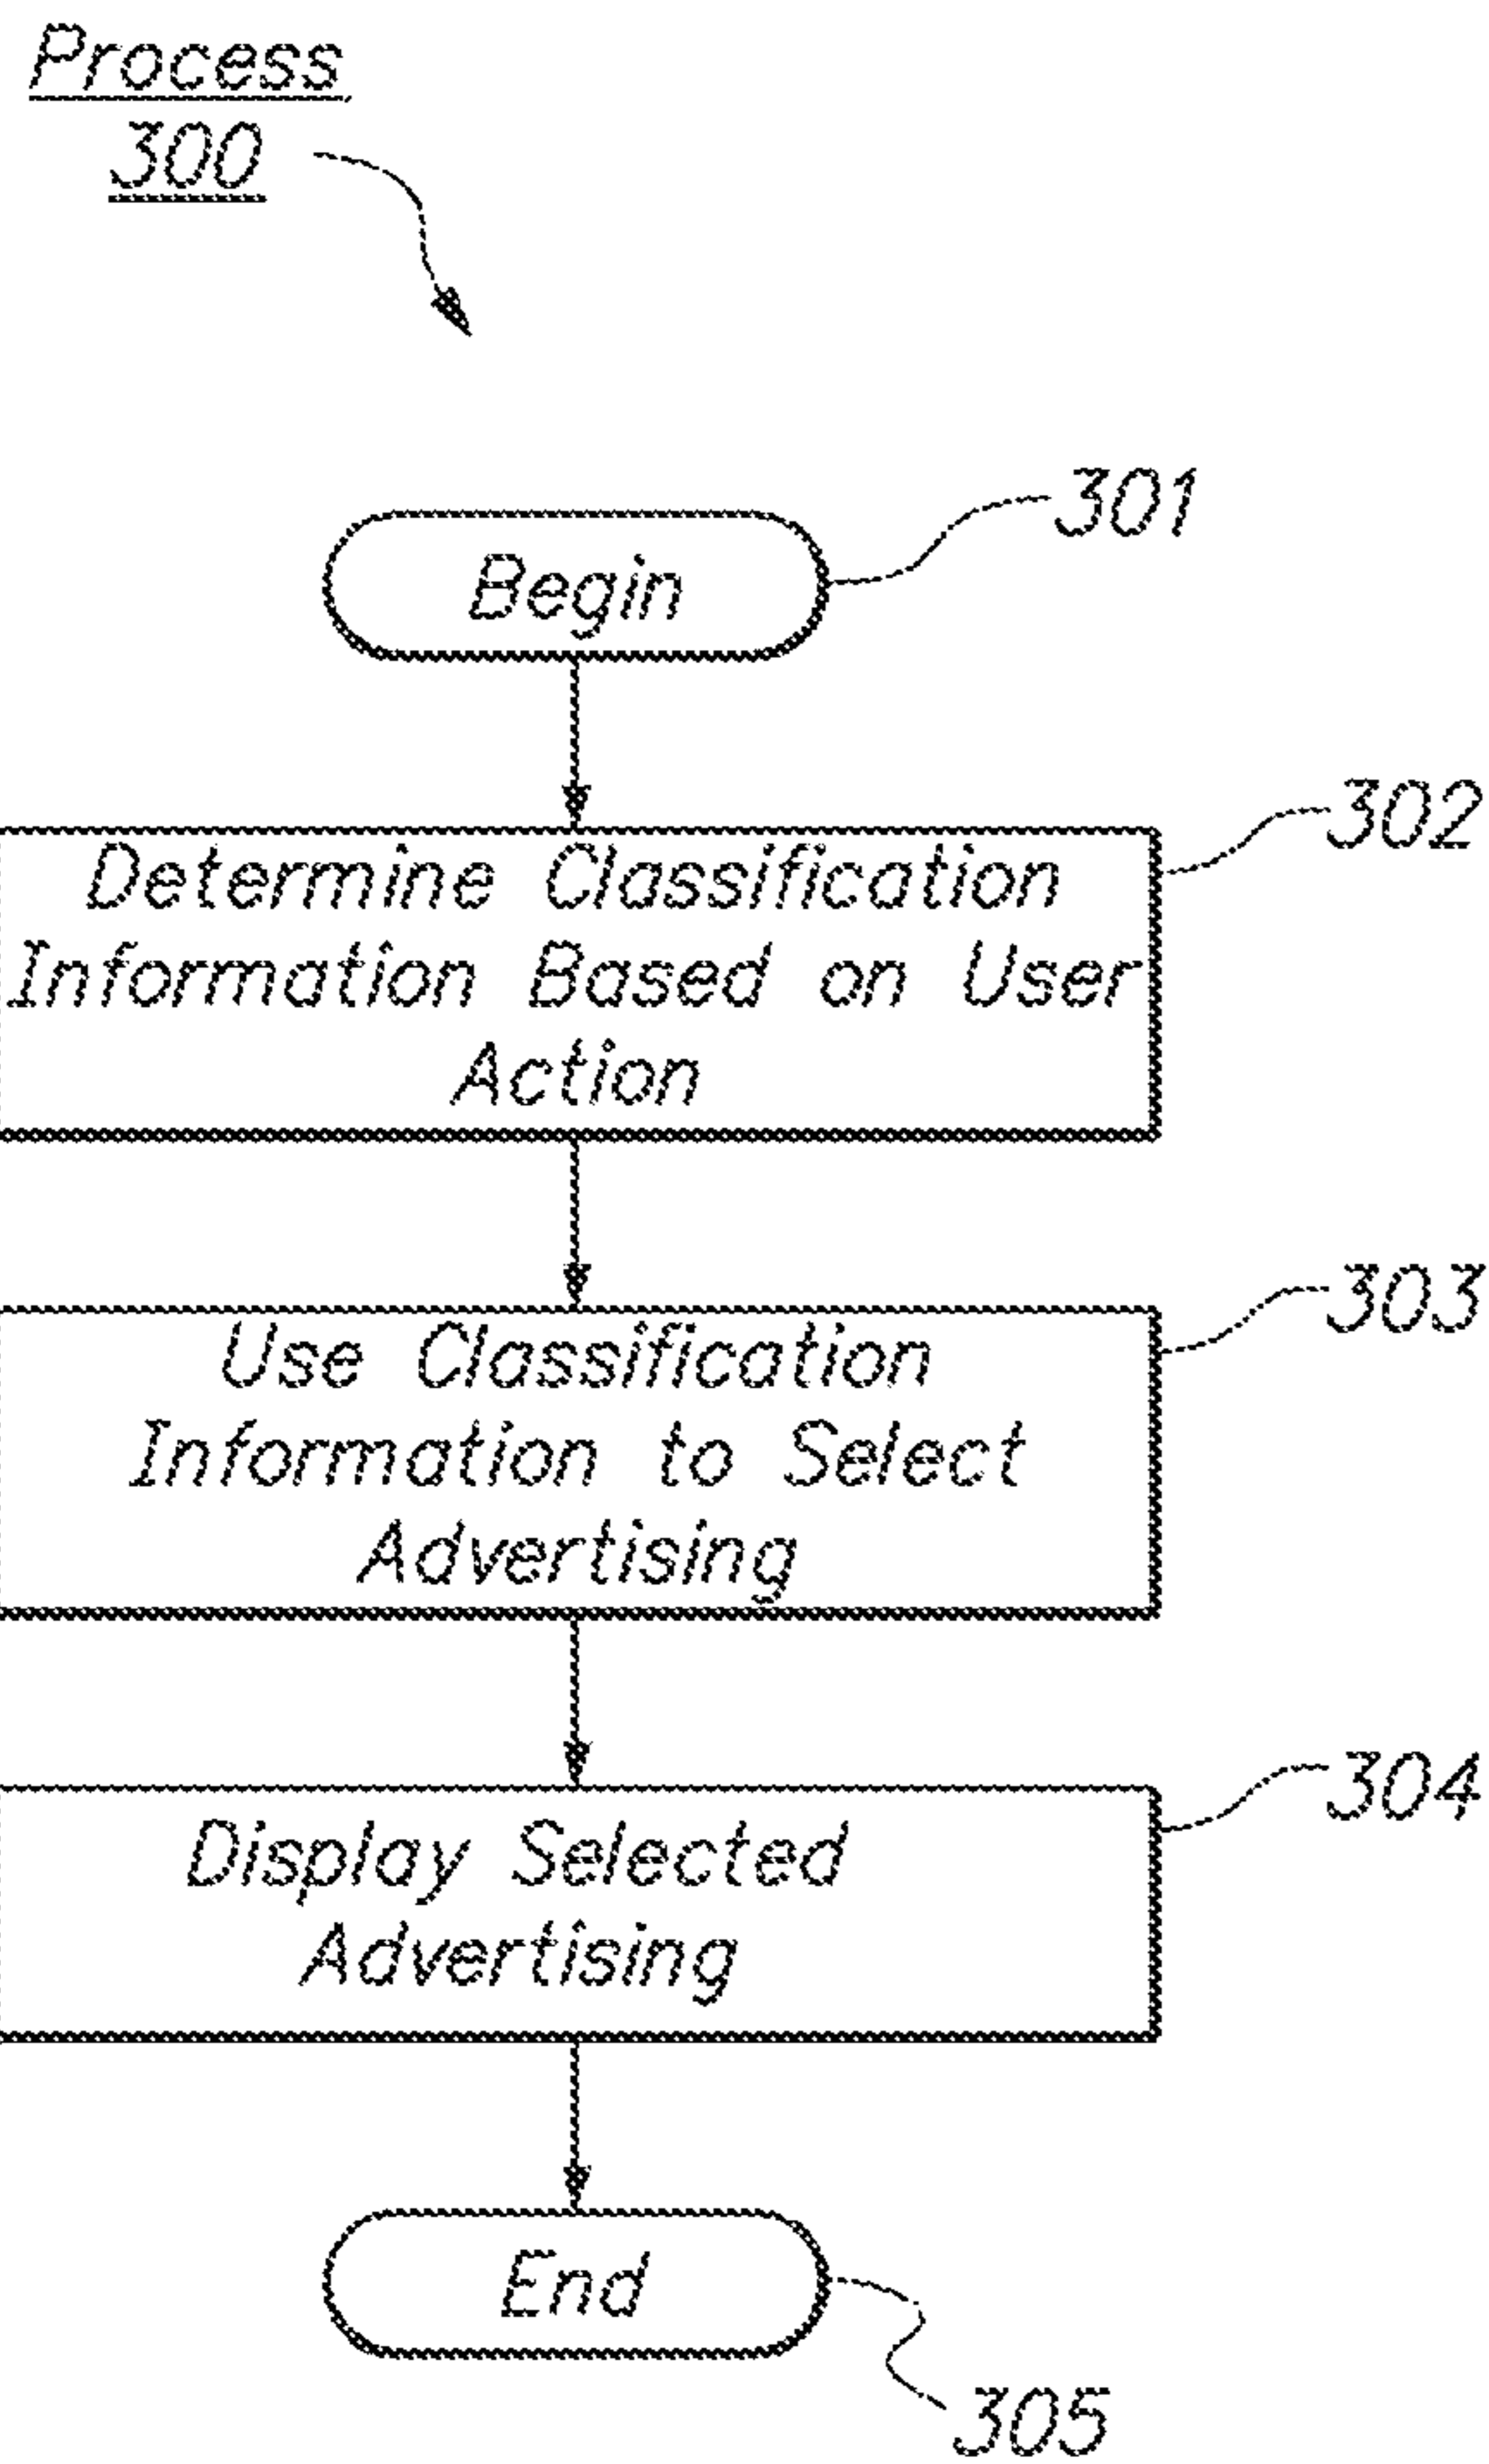 Process
300
301
Begin
302
Determine Classification
Information Based on User
Action
303
Use Classification
Information to Select
Advertising
304
Display Selected
Advertising
End
305